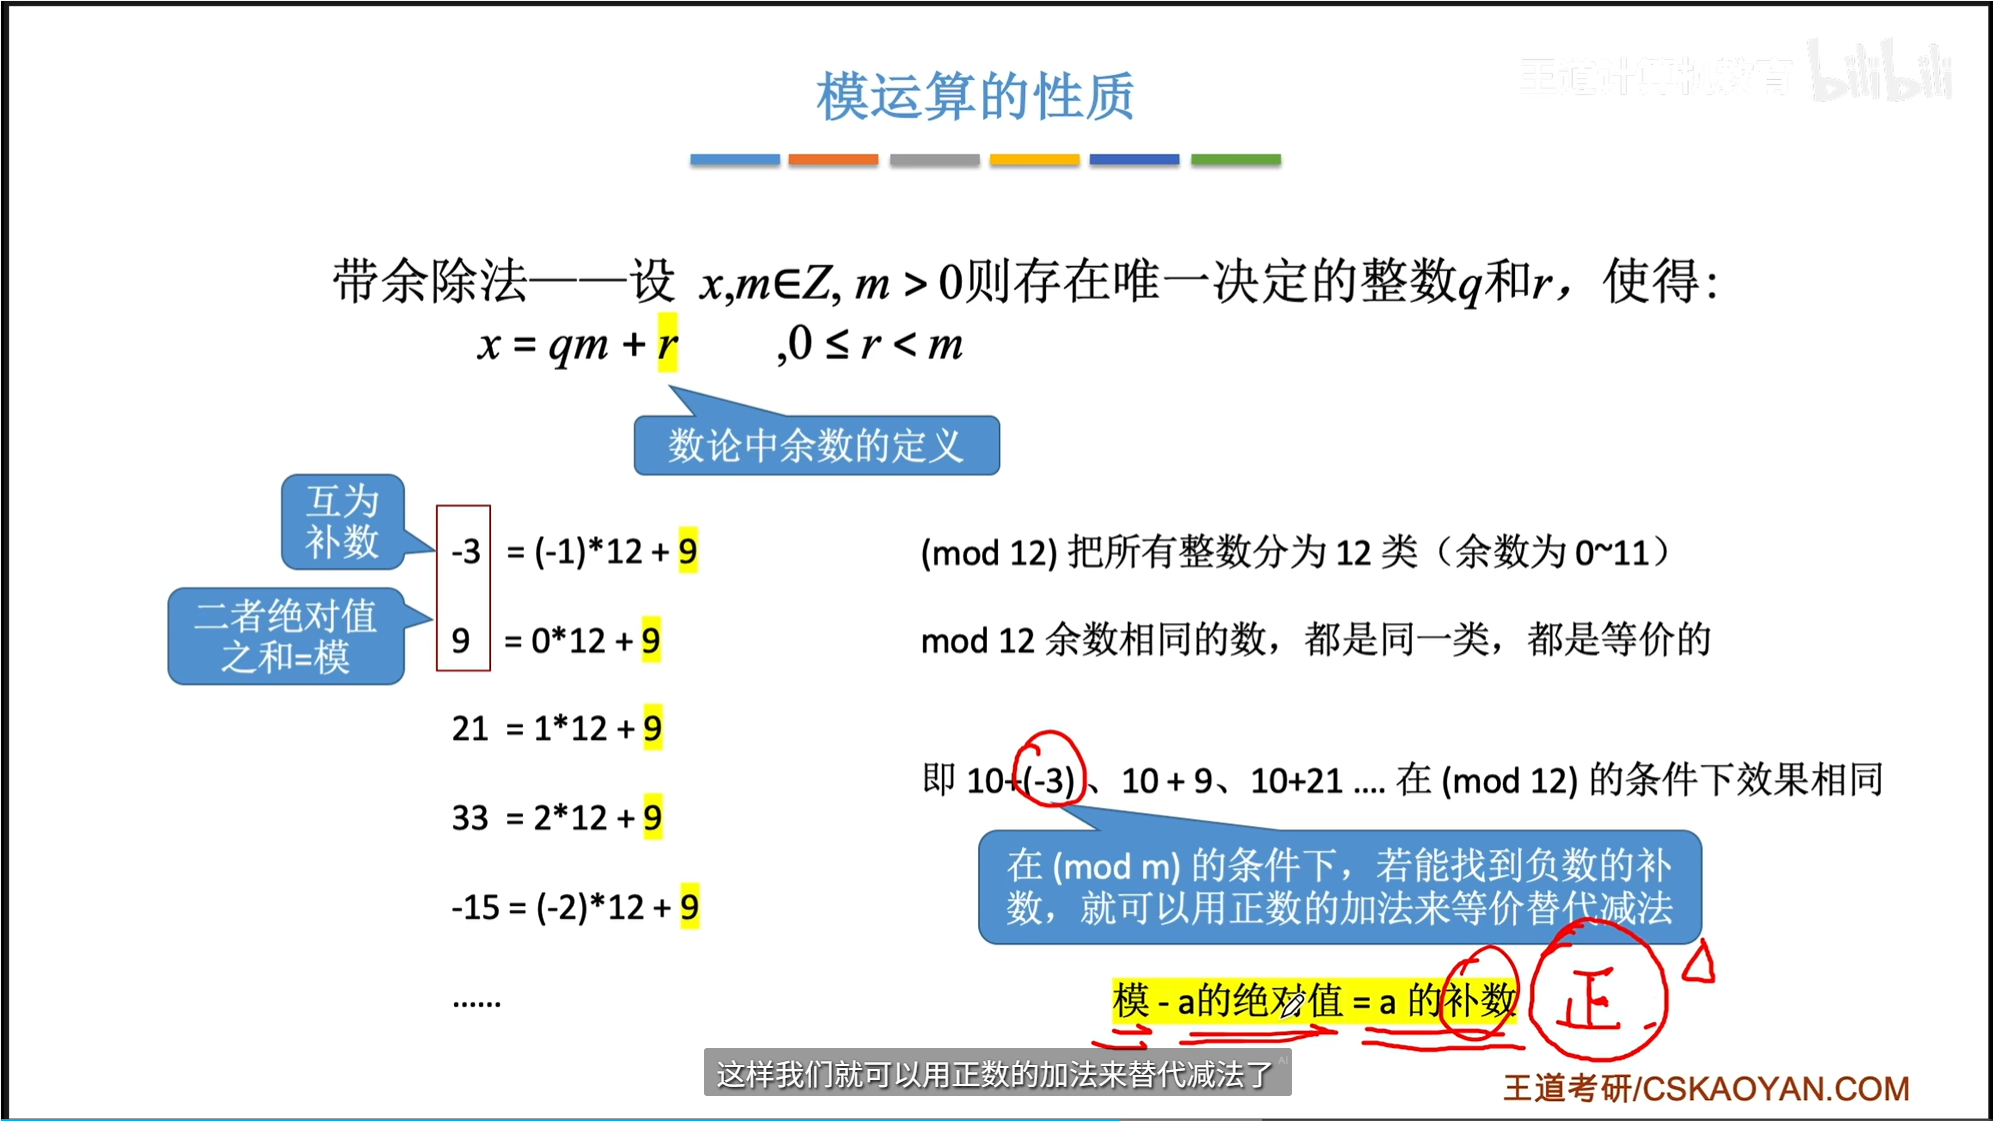 王道计算机教育 bilibili
模运算的性质
带余除法——设 x,m∈Z, m > 0则存在唯一决定的整数q和r，使得：
x = qm + r ,0 ≤ r < m
数论中余数的定义
互为
补数
二者绝对值
之和=模
-3 = (-1)*12 + 9
9 = 0*12 + 9
21 = 1*12 + 9
33 = 2*12 + 9
-15 = (-2)*12 + 9
......
(mod 12) 把所有整数分为 12 类（余数为 0~11）
mod 12 余数相同的数，都是同一类，都是等价的
即 10+(-3) 、10 + 9、10+21 .... 在 (mod 12) 的条件下效果相同
在 (mod m) 的条件下，若能找到负数的补
数，就可以用正数的加法来等价替代减法
模 - a的绝对值 = a 的补数
正
这样我们就可以用正数的加法来替代减法了
AI
王道考研/CSKAOYAN.COM